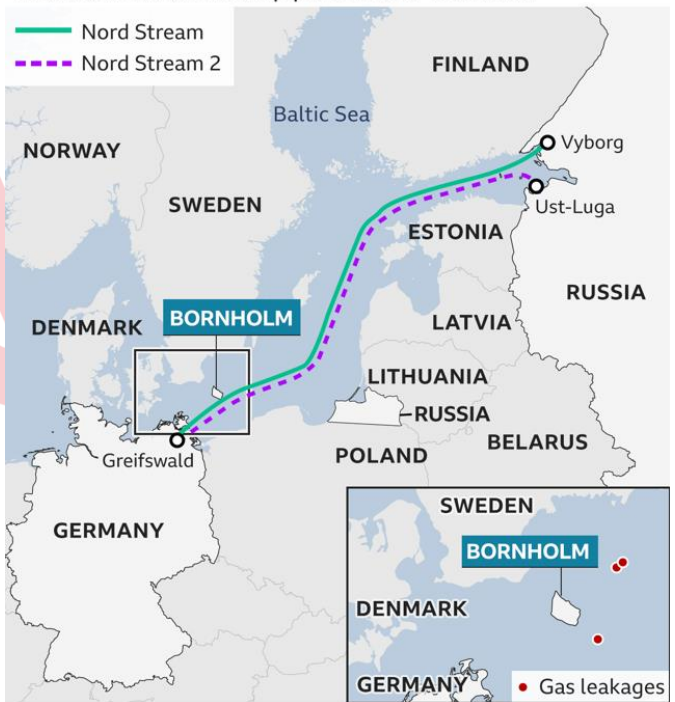 Nord Stream
Nord Stream 2
FINLAND
Baltic Sea
Vyborg
NORWAY
SWEDEN
Ust-Luga
ESTONIA
RUSSIA
DENMARK
BORNHOLM
LATVIA
LITHUANIA
RUSSIA
BELARUS
Greifswald
POLAND
GERMANY
SWEDEN
BORNHOLM
DENMARK
GERMANY
Gas leakages